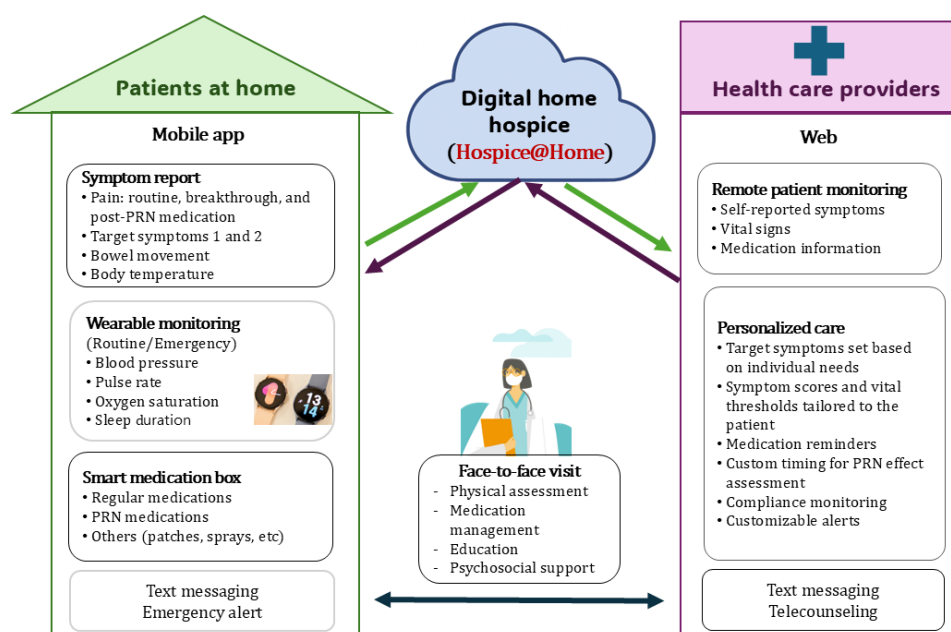 Patients at home
Mobile app
Symptom report
• Pain: routine, breakthrough, and
post-PRN medication
• Target symptoms 1 and 2
• Bowel movement
• Body temperature
Wearable monitoring
(Routine/Emergency)
• Blood pressure
• Pulse rate
• Oxygen saturation
• Sleep duration
13
14
Smart medication box
• Regular medications
• PRN medications
• Others (patches, sprays, etc)
Text messaging
Emergency alert
Digital home
hospice
(Hospice@Home)
Face-to-face visit
- Physical assessment
- Medication
management
- Education
- Psychosocial support
Health care providers
Web
Remote patient monitoring
• Self-reported symptoms
• Vital signs
• Medication information
Personalized care
• Target symptoms set based
on individual needs
• Symptom scores and vital
thresholds tailored to the
patient
• Medication reminders
• Custom timing for PRN effect
assessment
• Compliance monitoring
• Customizable alerts
Text messaging
Telecounseling